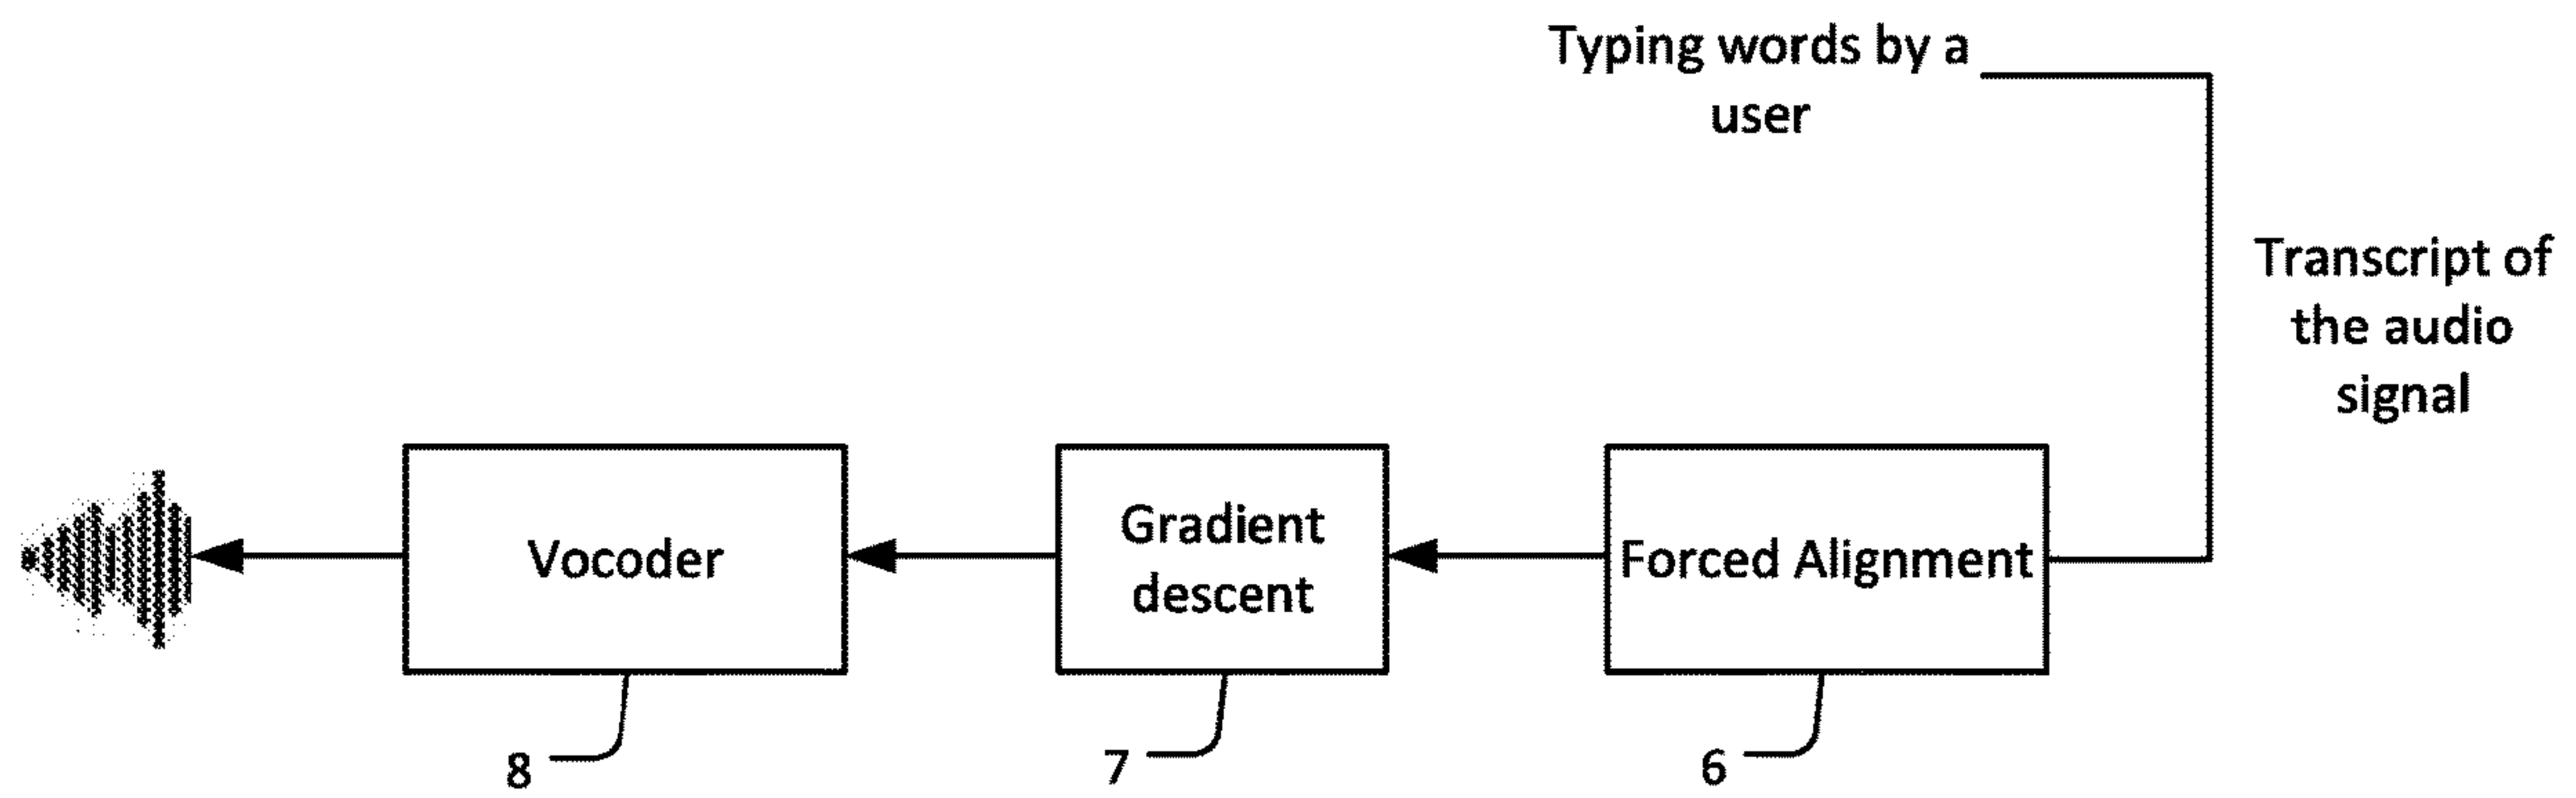 Typing words by a
user
Transcript of
the audio
signal
Vocoder
Gradient
descent
Forced Alignment
8
7
6